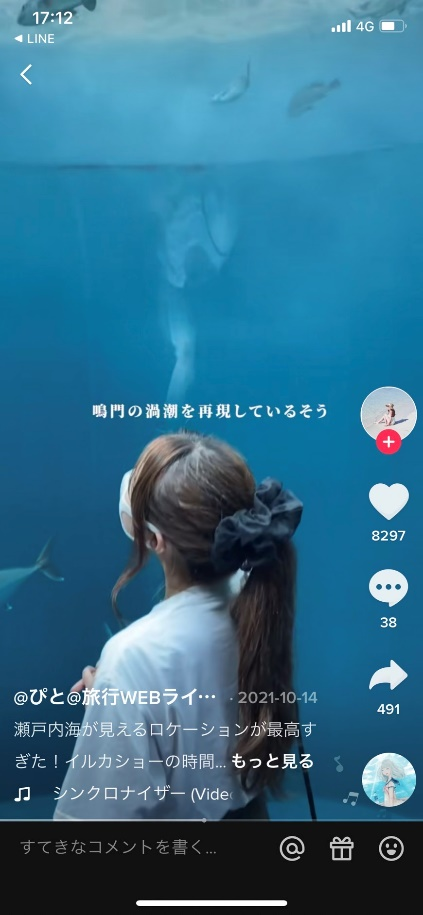 17:12
4G
◀ LINE
鳴門の渦潮を再現しているそう
8297
38
491
@ぴと@旅行WEBライ… · 2021-10-14
瀬戸内海が見えるロケーションが最高す
ぎた！イルカショーの時間... もっと見る
シンクロナイザー (Vide
すてきなコメントを書く...